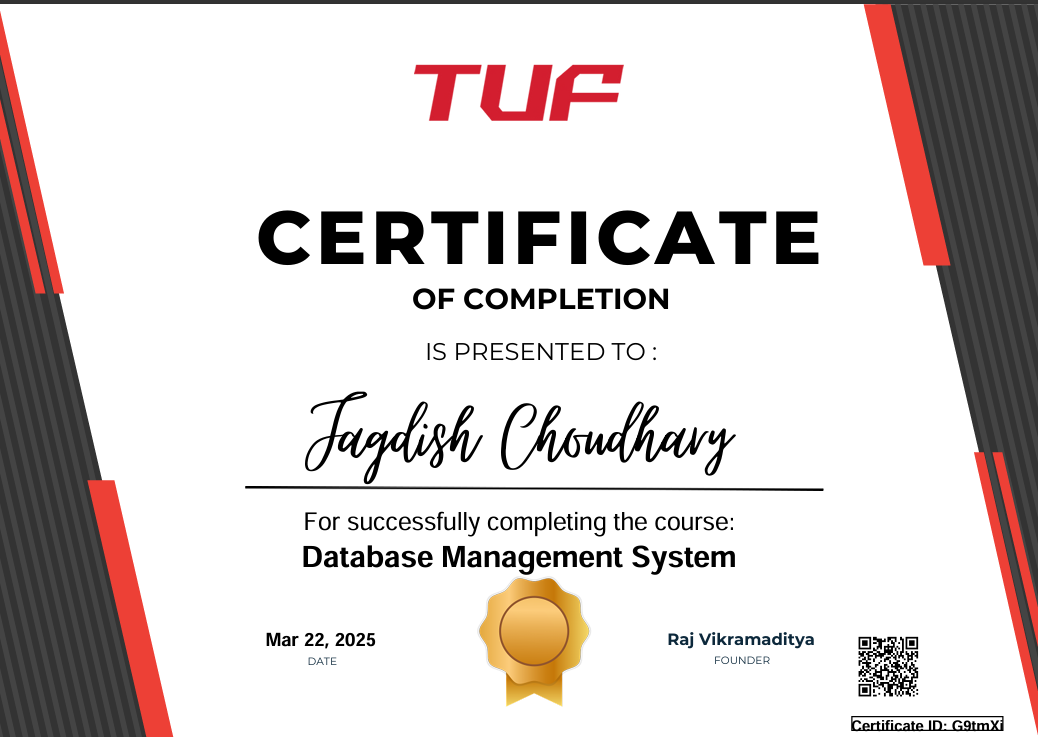 TUF
CERTIFICATE
OF COMPLETION
IS PRESENTED TO :
Jagdish Choudhary
For successfully completing the course:
Database Management System
Mar 22, 2025
DATE
Raj Vikramaditya
FOUNDER
Certificate ID: G9tmXi